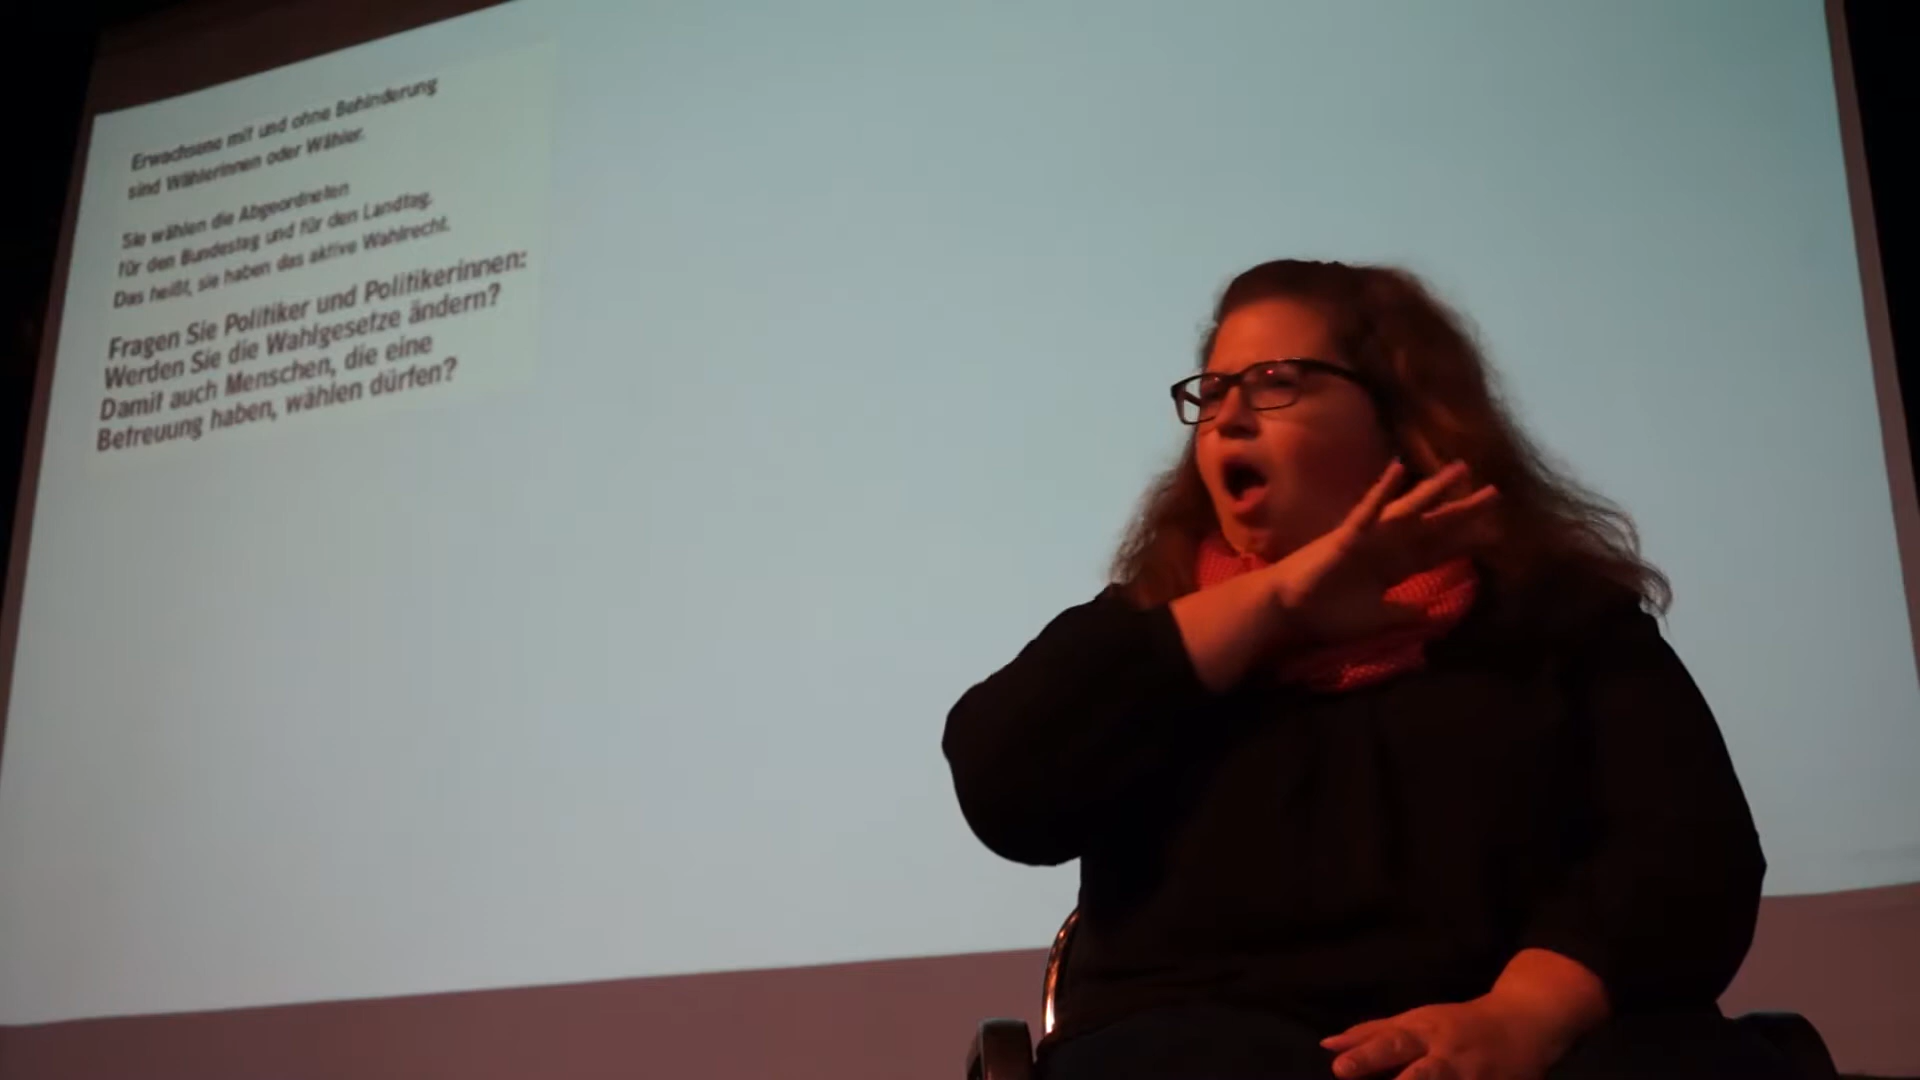 Erwachsene mit und ohne Behinderung
sind Wählerinnen oder Wähler.
Sie wählen die Abgeordneten
für den Bundestag und für den Landtag.
Das heißt, sie haben das aktive Wahlrecht.
Fragen Sie Politiker und Politikerinnen:
Werden Sie die Wahlgesetze ändern?
Damit auch Menschen, die eine
Betreuung haben, wählen dürfen?